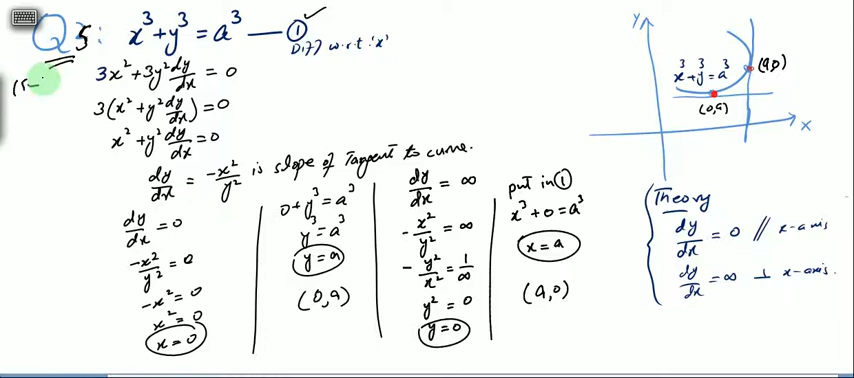 Q5: x³+y³=a³ — ①
Diff w.r.t. 'x'
3x²+3y² dy/dx = 0
3(x²+y² dy/dx)=0
x²+y² dy/dx=0
dy/dx = -x²/y² is slope of Tangent to curve.
dy/dx = 0
-x²/y² = 0
-x² = 0
x² = 0
x=0
0+y³=a³
y³=a³
y=a
(0,a)
dy/dx = ∞
-x²/y² = ∞
-y²/x² = 1/∞
y² = 0
y=0
put in ①
x³+0=a³
x=a
(a,0)
Y
x³+y³=a³
(a,0)
(0,a)
X
Theory
dy/dx = 0 // x-axis
dy/dx = ∞ ⊥ x-axis.